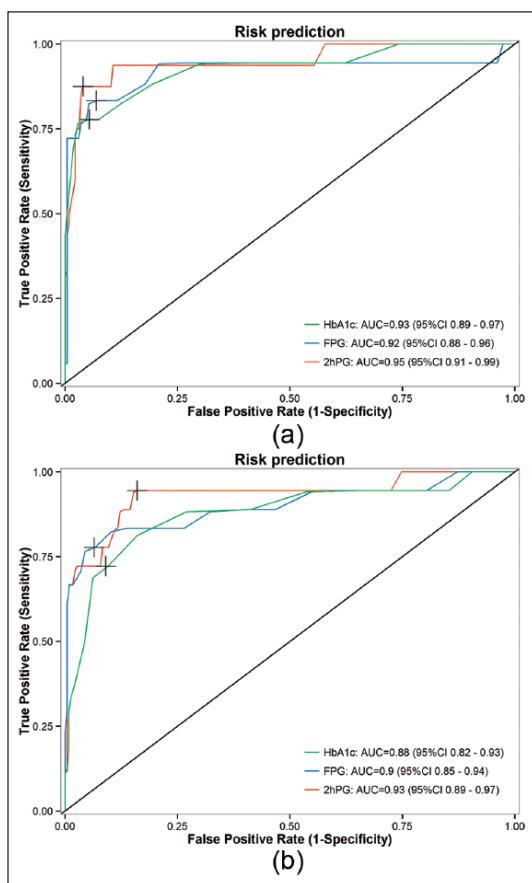 Risk prediction
True Positive Rate (Sensitivity)
1.00
0.75
0.50
0.25
0.00
HbA1c: AUC=0.93 (95%CI 0.89 - 0.97)
FPG: AUC=0.92 (95%CI 0.88 - 0.96)
2hPG: AUC=0.95 (95%CI 0.91 - 0.99)
0.00 0.25 0.50 0.75 1.00
False Positive Rate (1-Specificity)
(a)
Risk prediction
True Positive Rate (Sensitivity)
1.00
0.75
0.50
0.25
0.00
HbA1c: AUC=0.88 (95%CI 0.82 - 0.93)
FPG: AUC=0.9 (95%CI 0.85 - 0.94)
2hPG: AUC=0.93 (95%CI 0.89 - 0.97)
0.00 0.25 0.50 0.75 1.00
False Positive Rate (1-Specificity)
(b)